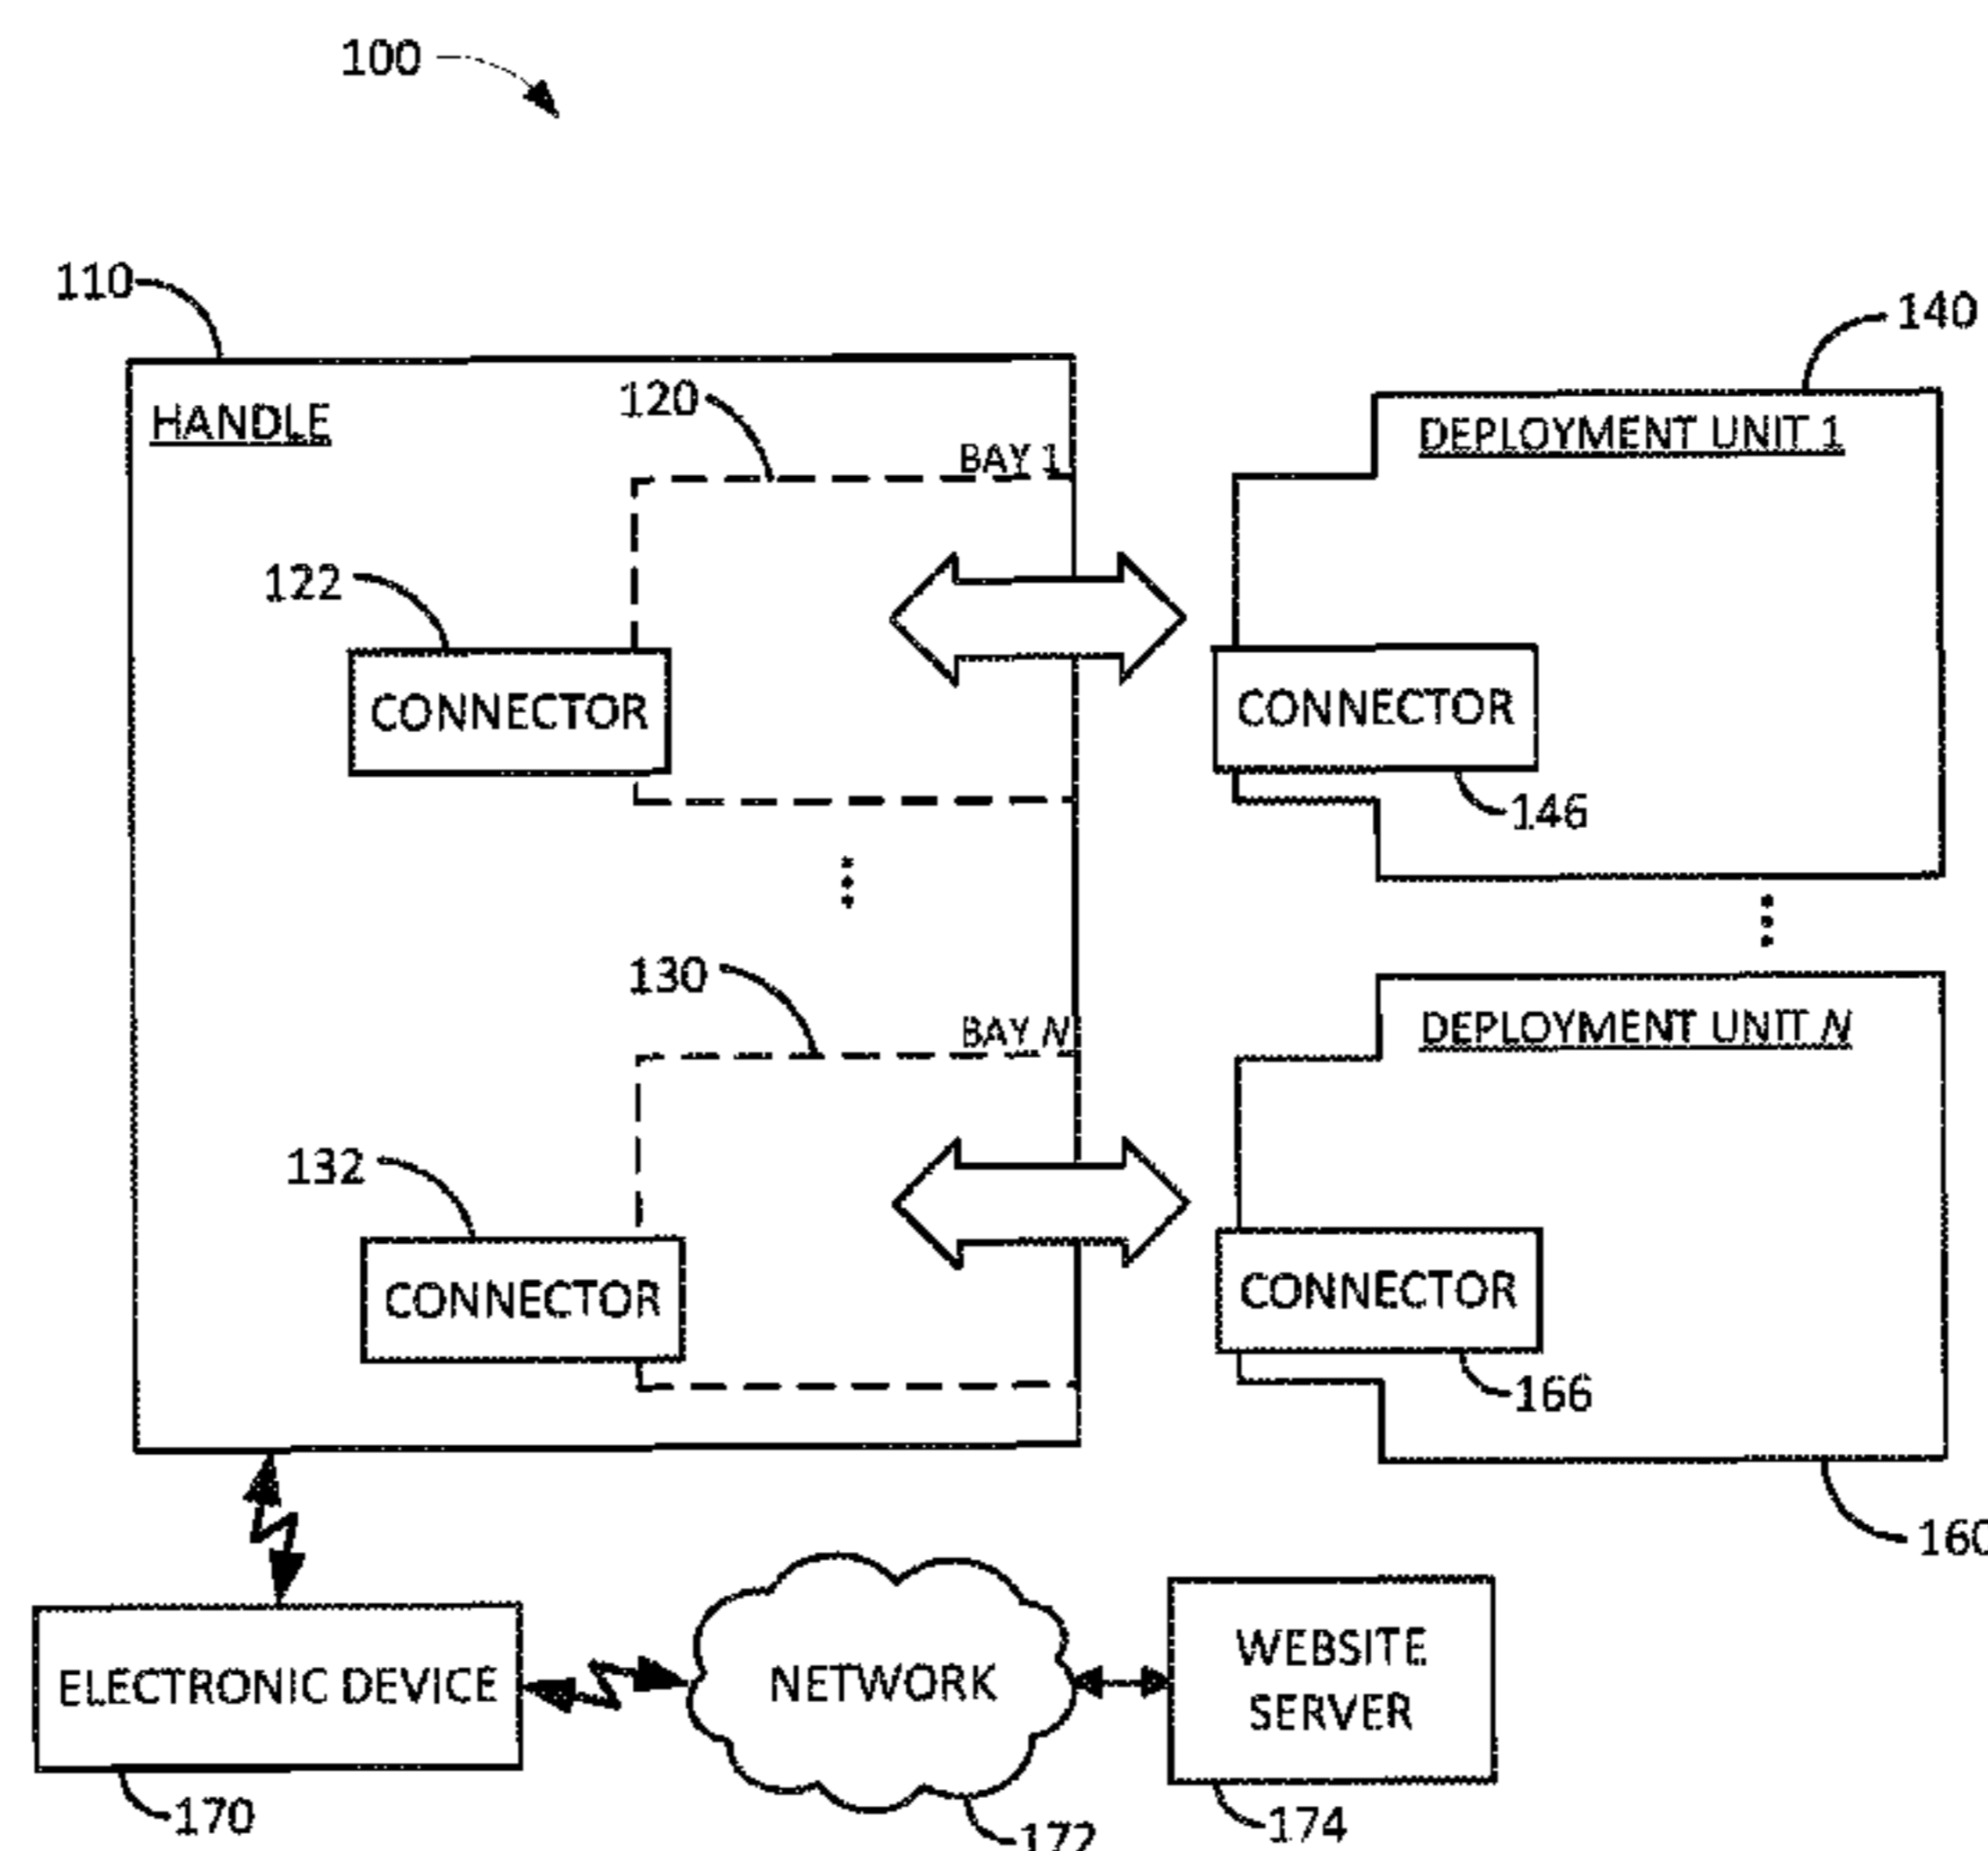 100
110
140
HANDLE
120
DEPLOYMENT UNIT 1
BAY 1
122
CONNECTOR
CONNECTOR
146
130
BAY N
DEPLOYMENT UNIT N
132
CONNECTOR
CONNECTOR
166
160
ELECTRONIC DEVICE
NETWORK
WEBSITE
SERVER
170
172
174